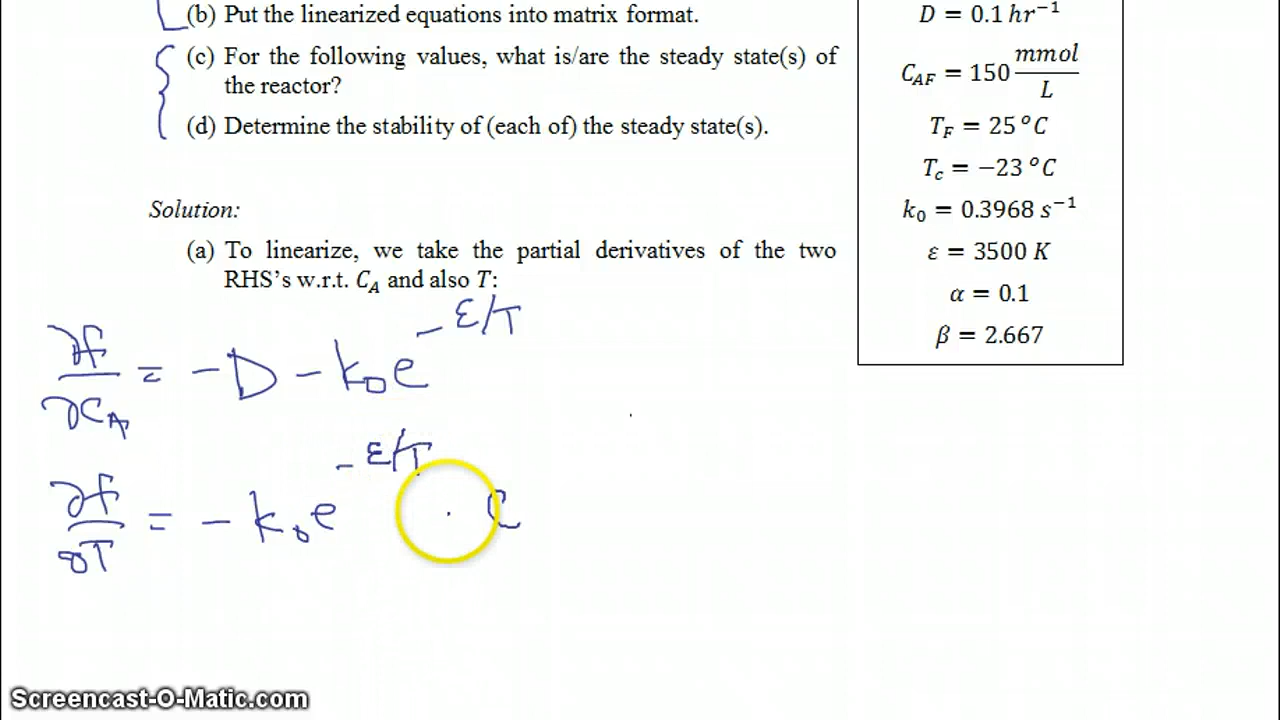 (b) Put the linearized equations into matrix format.
(c) For the following values, what is/are the steady state(s) of
the reactor?
(d) Determine the stability of (each of) the steady state(s).
Solution:
(a) To linearize, we take the partial derivatives of the two
RHS's w.r.t. C_A and also T:
∂f/∂C_A = -D - k₀e^(-ε/T)
∂f/∂T = -k₀e^(-ε/T) · C
D = 0.1 hr⁻¹
C_AF = 150 mmol/L
T_F = 25 °C
T_c = −23 °C
k₀ = 0.3968 s⁻¹
ε = 3500 K
α = 0.1
β = 2.667
Screencast-O-Matic.com